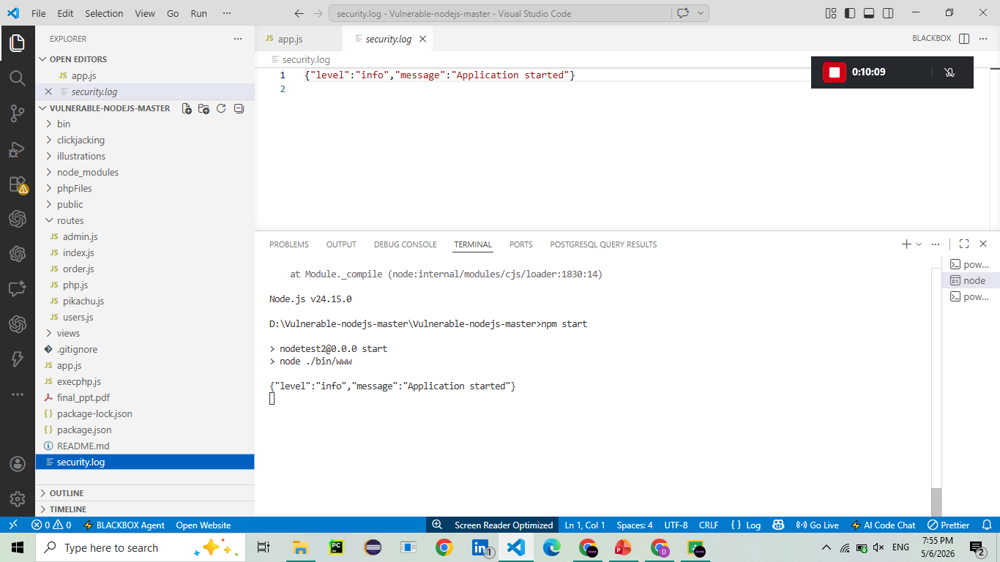 File Edit Selection View Go Run ···
security.log - Vulnerable-nodejs-master - Visual Studio Code
EXPLORER
OPEN EDITORS
JS app.js
security.log
VULNERABLE-NODEJS-MASTER
bin
clickjacking
illustrations
node_modules
phpFiles
public
routes
JS admin.js
JS index.js
JS order.js
JS php.js
JS pikachu.js
JS users.js
views
.gitignore
JS app.js
JS execphp.js
final_ppt.pdf
{} package-lock.json
{} package.json
README.md
security.log
OUTLINE
TIMELINE
JS app.js
security.log
BLACKBOX
security.log
1 {"level":"info","message":"Application started"}
2
0:10:09
PROBLEMS OUTPUT DEBUG CONSOLE TERMINAL PORTS POSTGRESQL QUERY RESULTS
at Module._compile (node:internal/modules/cjs/loader:1830:14)
Node.js v24.15.0
D:\Vulnerable-nodejs-master\Vulnerable-nodejs-master>npm start
> nodetest2@0.0.0 start
> node ./bin/www
{"level":"info","message":"Application started"}
pow...
node
pow...
0 0 BLACKBOX Agent Open Website Screen Reader Optimized Ln 1, Col 1 Spaces: 4 UTF-8 CRLF {} Log Go Live AI Code Chat Prettier
Type here to search
PC
1
P
D
ENG
7:55 PM
5/6/2026
2